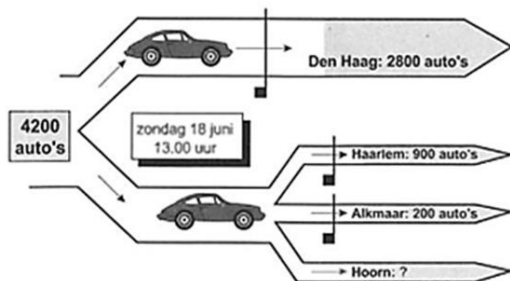 Den Haag: 2800 auto's
4200
auto's
zondag 18 juni
13.00 uur
Haarlem: 900 auto's
Alkmaar: 200 auto's
Hoorn: ?